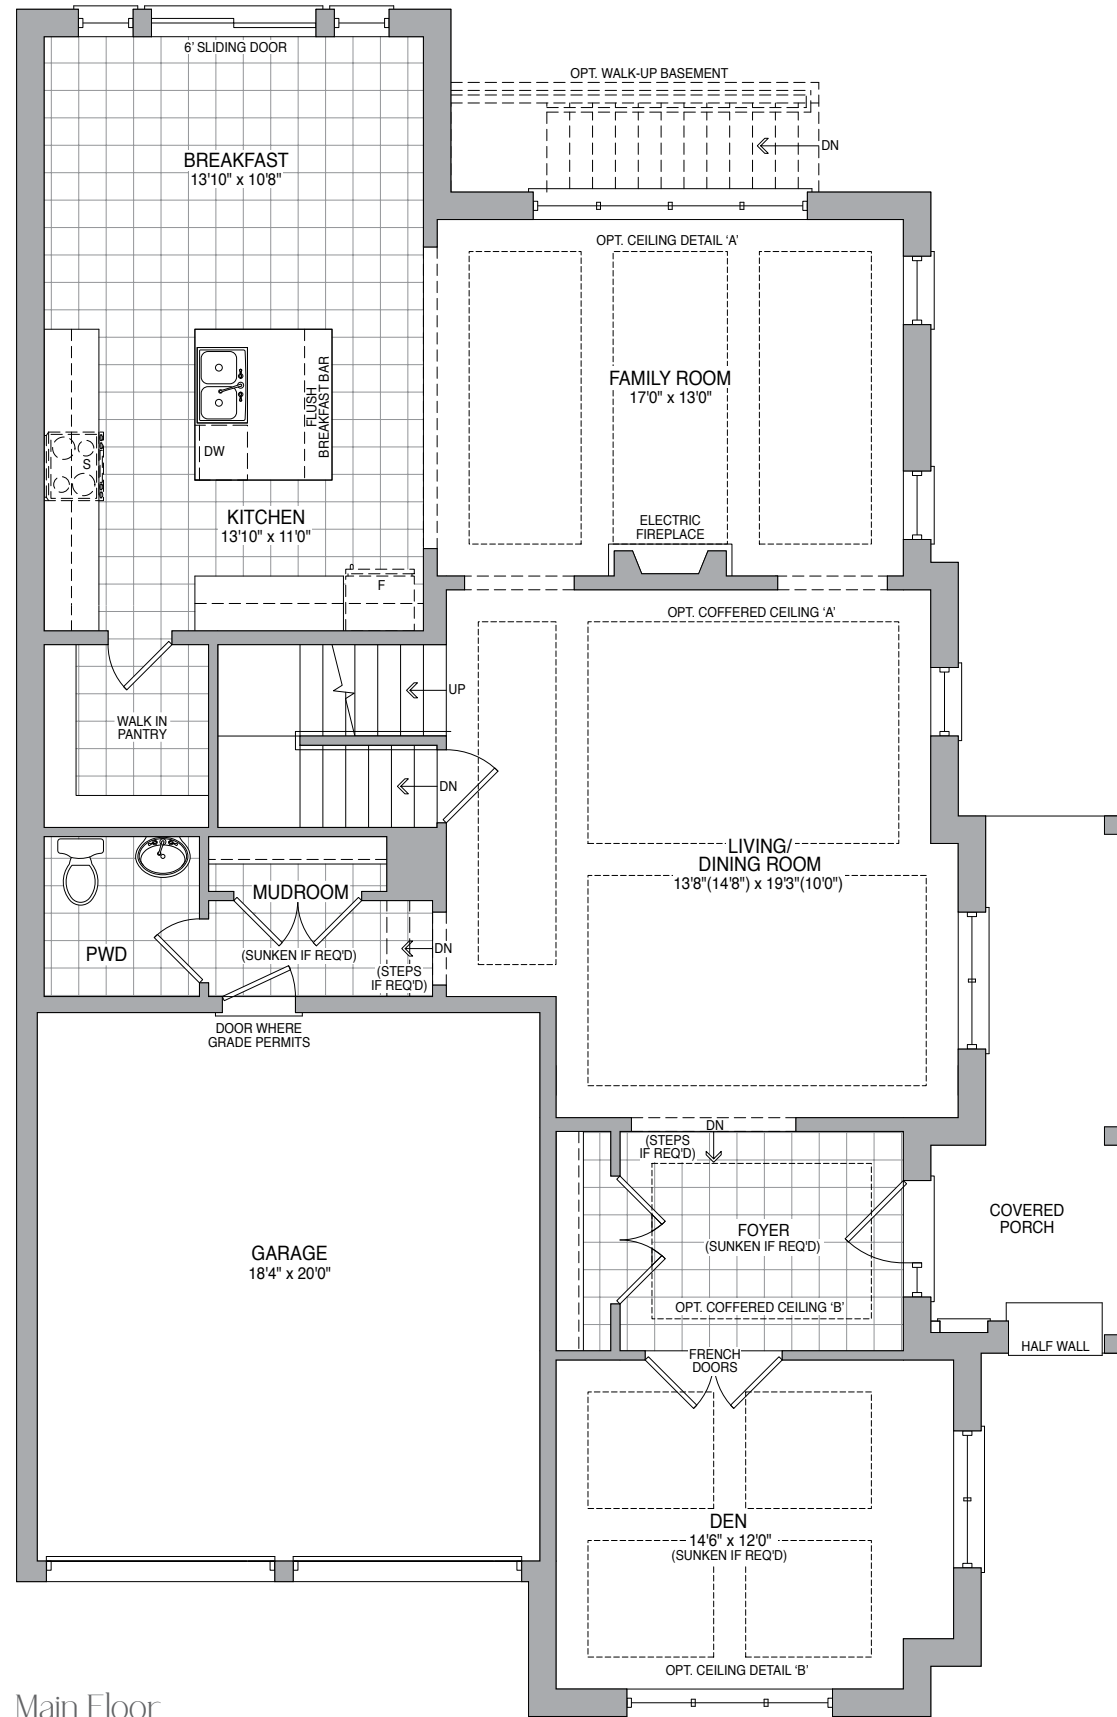 6' SLIDING DOOR
OPT. WALK-UP BASEMENT
DN
BREAKFAST
13'10" x 10'8"
OPT. CEILING DETAIL 'A'
FLUSH
BREAKFAST BAR
DW
S
FAMILY ROOM
17'0" x 13'0"
KITCHEN
13'10" x 11'0"
ELECTRIC
FIREPLACE
F
OPT. COFFERED CEILING 'A'
UP
WALK IN
PANTRY
DN
LIVING/
DINING ROOM
13'8"(14'8") x 19'3"(10'0")
MUDROOM
(SUNKEN IF REQ'D)
PWD
DN
(STEPS
IF REQ'D)
DOOR WHERE
GRADE PERMITS
DN
(STEPS
IF REQ'D)
COVERED
PORCH
FOYER
(SUNKEN IF REQ'D)
GARAGE
18'4" x 20'0"
OPT. COFFERED CEILING 'B'
HALF WALL
FRENCH
DOORS
DEN
14'6" x 12'0"
(SUNKEN IF REQ'D)
OPT. CEILING DETAIL 'B'
Main Floor